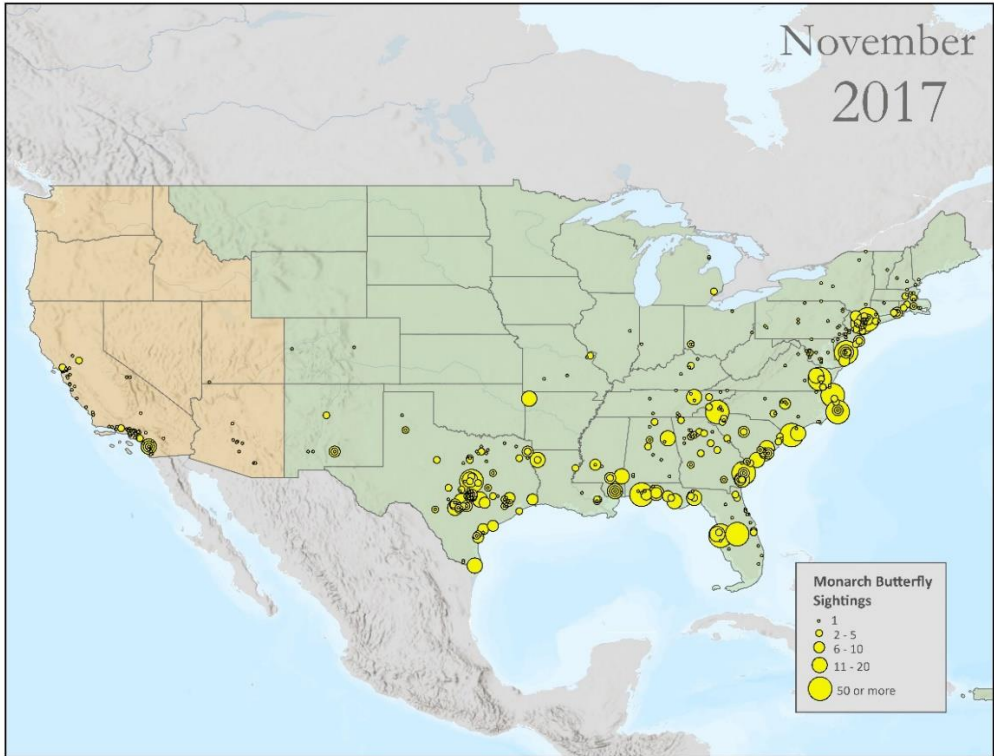 November
2017
Monarch Butterfly
Sightings
1
2 - 5
6 - 10
11 - 20
50 or more